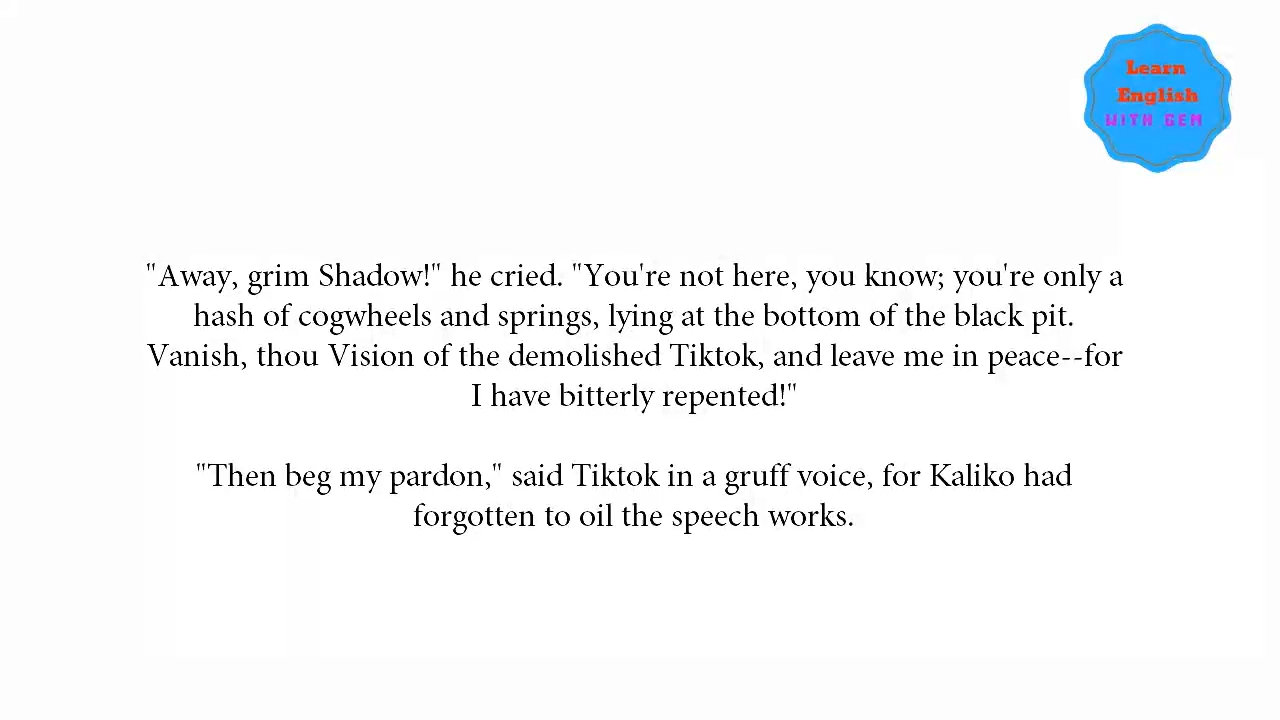 Learn
English
WITH GEM
"Away, grim Shadow!" he cried. "You're not here, you know; you're only a
hash of cogwheels and springs, lying at the bottom of the black pit.
Vanish, thou Vision of the demolished Tiktok, and leave me in peace--for
I have bitterly repented!"
"Then beg my pardon," said Tiktok in a gruff voice, for Kaliko had
forgotten to oil the speech works.